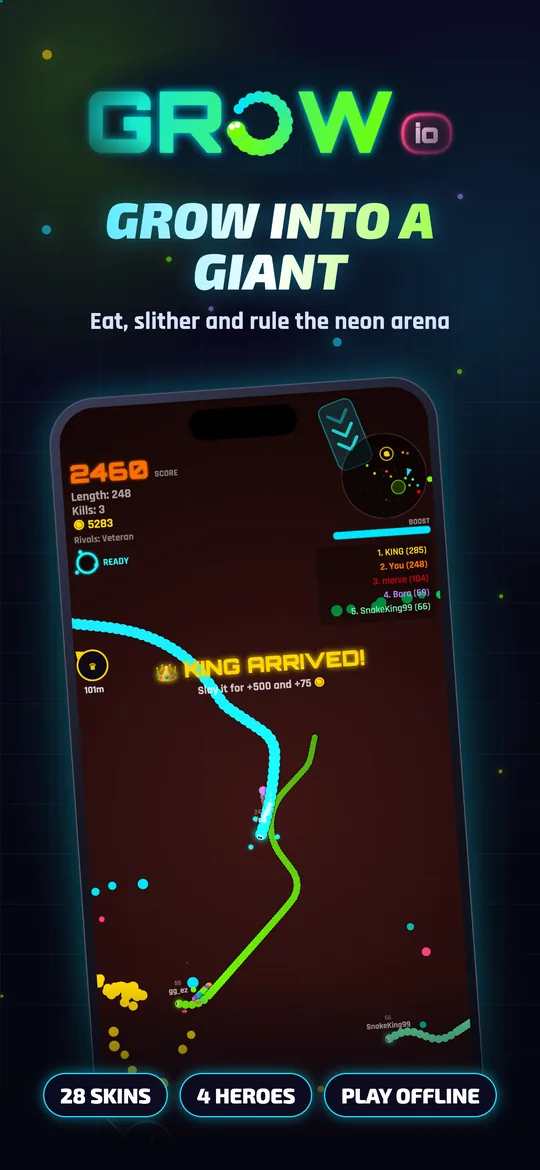 GROW io
GROW INTO A
GIANT
Eat, slither and rule the neon arena
2460 SCORE
Length: 248
Kills: 3
5283
Rivals: Veteran
READY
BOOST
1. KING (285)
2. You (248)
3. merve (104)
4. Bora (69)
5. SnakeKing99 (66)
101m
KING ARRIVED!
Slay it for +500 and +75
59
gg_ez
56
SnakeKing99
28 SKINS
4 HEROES
PLAY OFFLINE